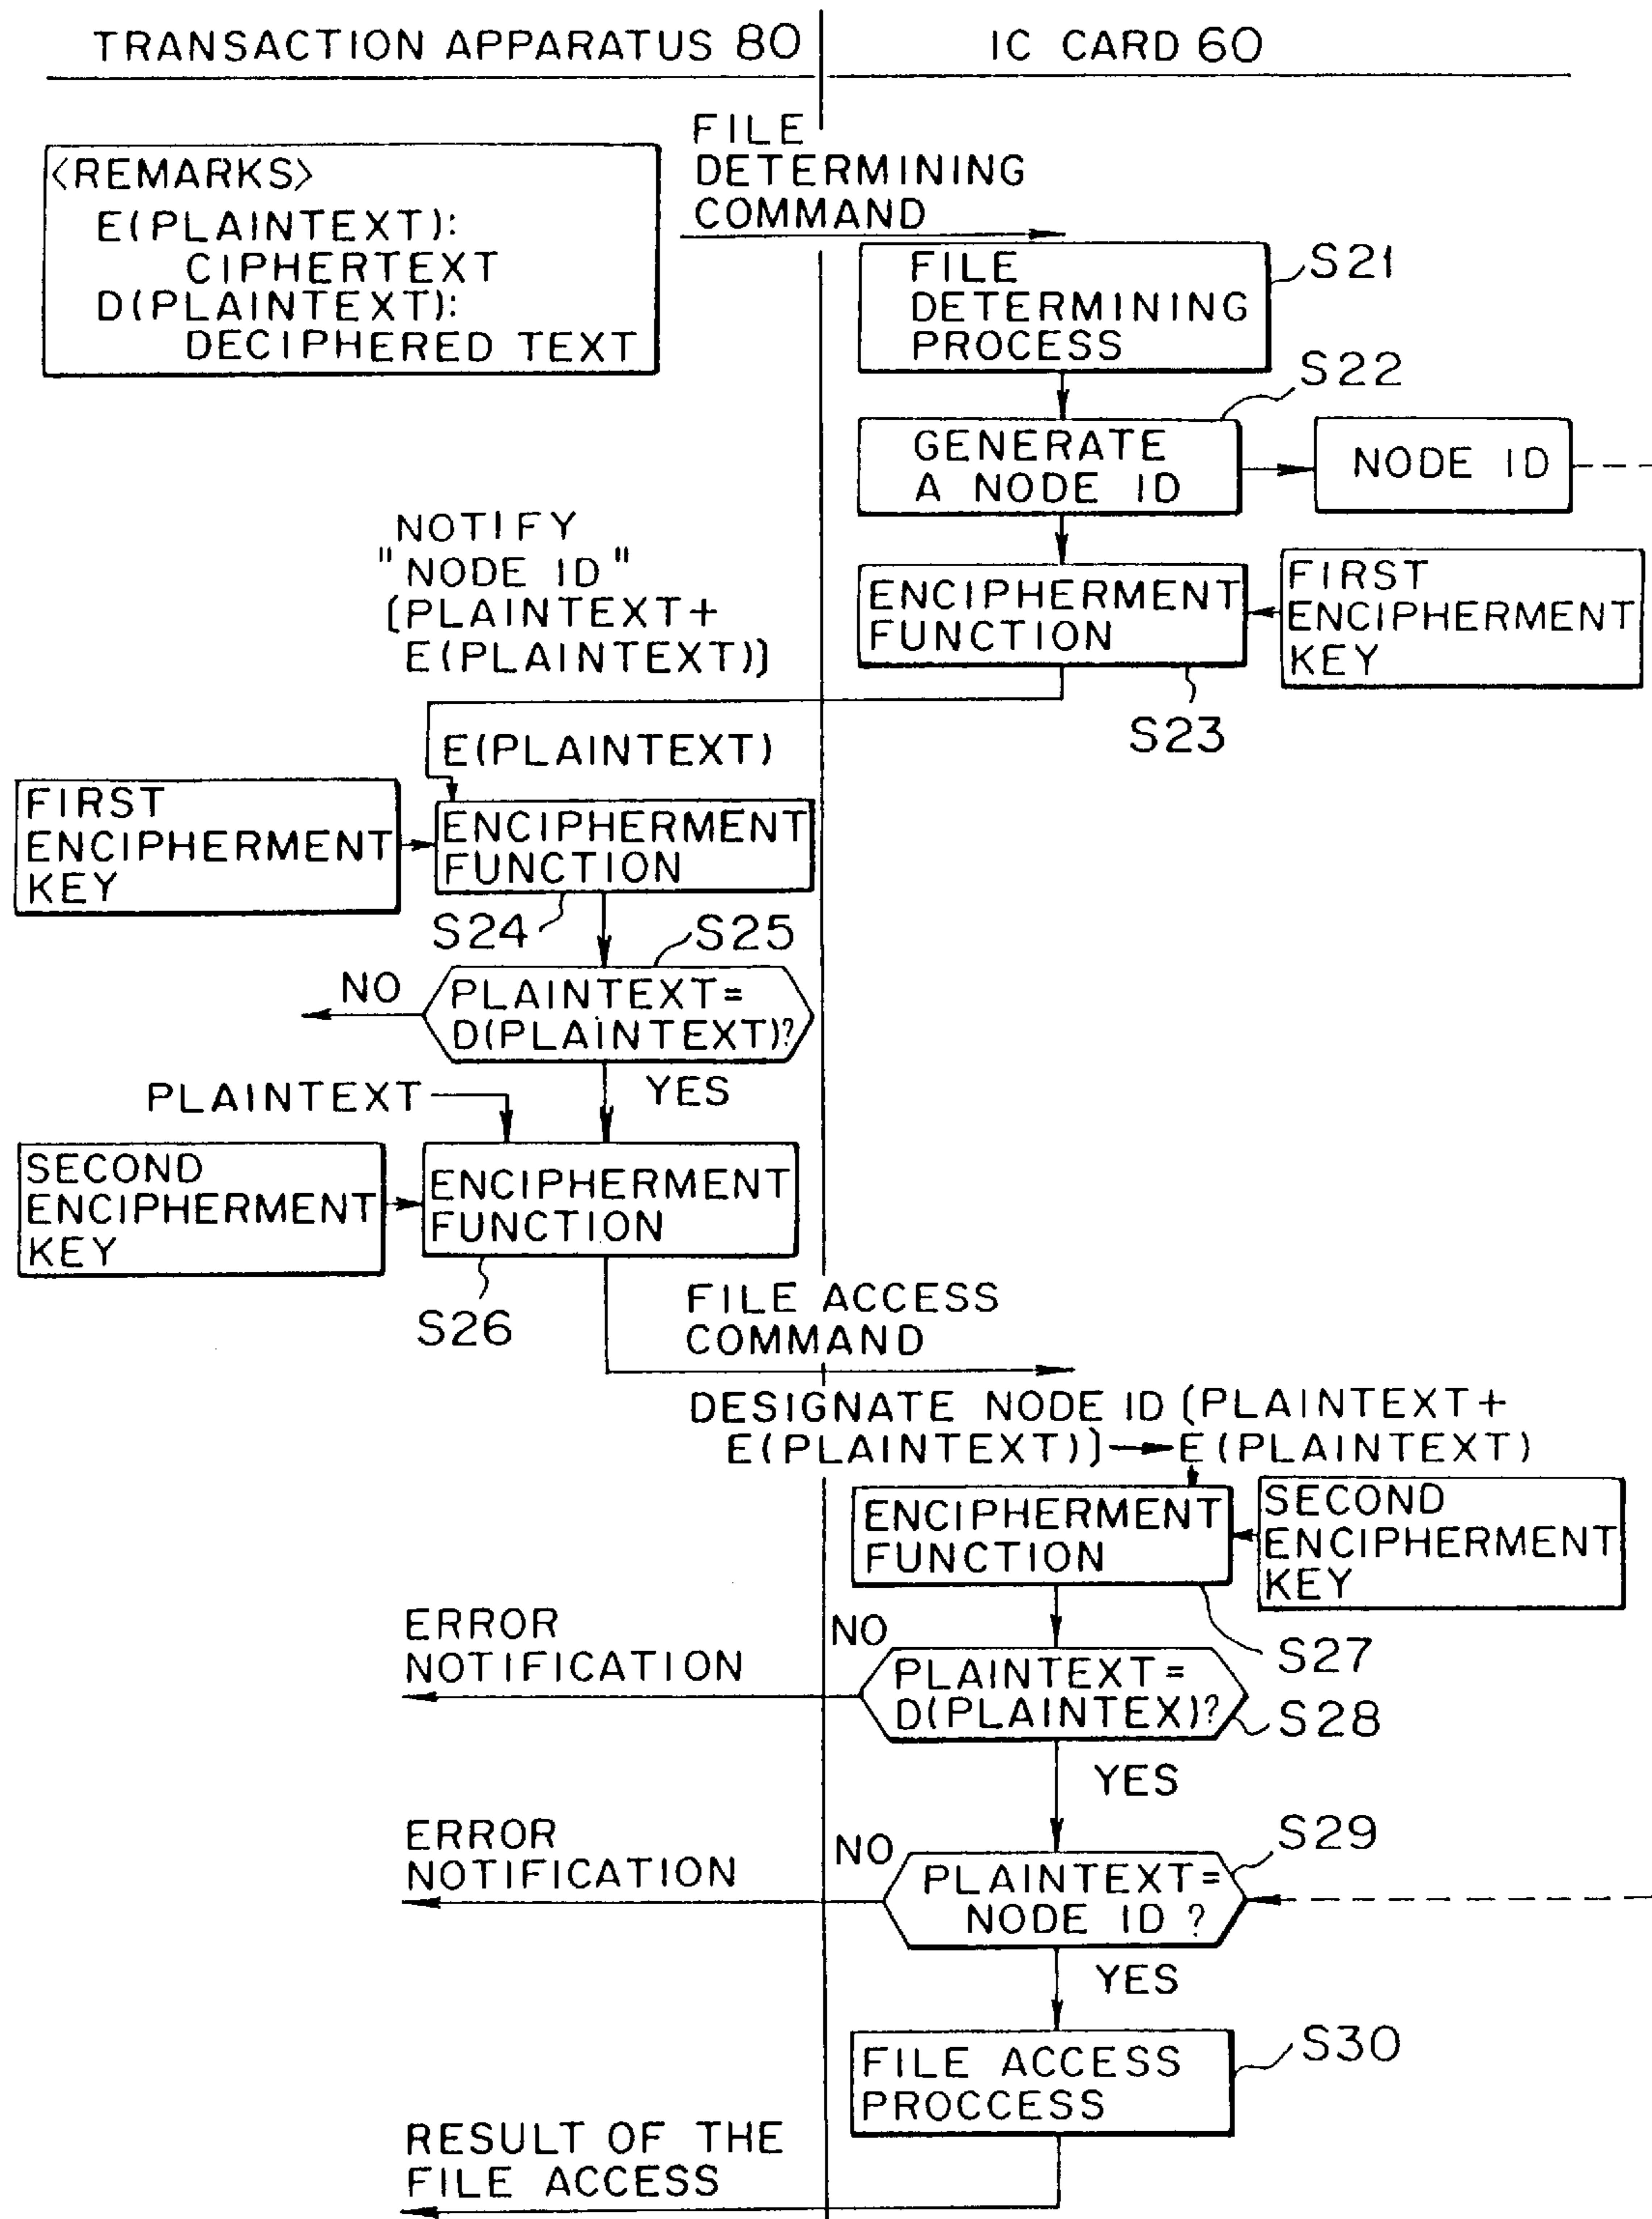 TRANSACTION APPARATUS 80
IC CARD 60
<REMARKS>
E(PLAINTEXT):
CIPHERTEXT
D(PLAINTEXT):
DECIPHERED TEXT
FILE
DETERMINING
COMMAND
FILE
DETERMINING
PROCESS
S21
S22
GENERATE
A NODE ID
NODE ID
NOTIFY
"NODE ID"
[PLAINTEXT+
E(PLAINTEXT)]
ENCIPHERMENT
FUNCTION
FIRST
ENCIPHERMENT
KEY
S23
E(PLAINTEXT)
FIRST
ENCIPHERMENT
KEY
ENCIPHERMENT
FUNCTION
S24
S25
NO
PLAINTEXT=
D(PLAINTEXT)?
YES
PLAINTEXT
SECOND
ENCIPHERMENT
KEY
ENCIPHERMENT
FUNCTION
S26
FILE ACCESS
COMMAND
DESIGNATE NODE ID [PLAINTEXT+
E(PLAINTEXT)]→E(PLAINTEXT)
ENCIPHERMENT
FUNCTION
SECOND
ENCIPHERMENT
KEY
S27
ERROR
NOTIFICATION
NO
PLAINTEXT=
D(PLAINTEX)?
S28
YES
ERROR
NOTIFICATION
NO
S29
PLAINTEXT=
NODE ID ?
YES
FILE ACCESS
PROCCESS
S30
RESULT OF THE
FILE ACCESS